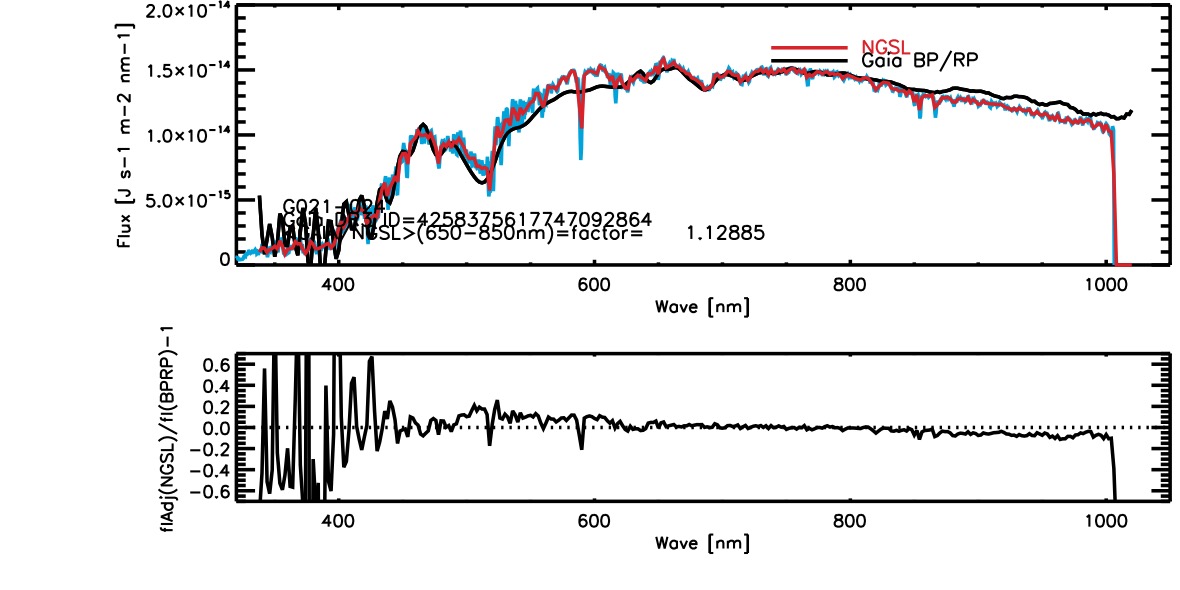 2.0×10−14
1.5×10−14
1.0×10−14
5.0×10−15
0
Flux [J s−1 m−2 nm−1]
NGSL
Gaia BP/RP
G021−024
ID=4258375617747092864
NGSL>(650−850nm)=factor= 1.12885
400 600 800 1000
Wave [nm]
flAdj(NGSL)/fl(BPRP)−1
0.6
0.4
0.2
0.0
−0.2
−0.4
−0.6
400 600 800 1000
Wave [nm]